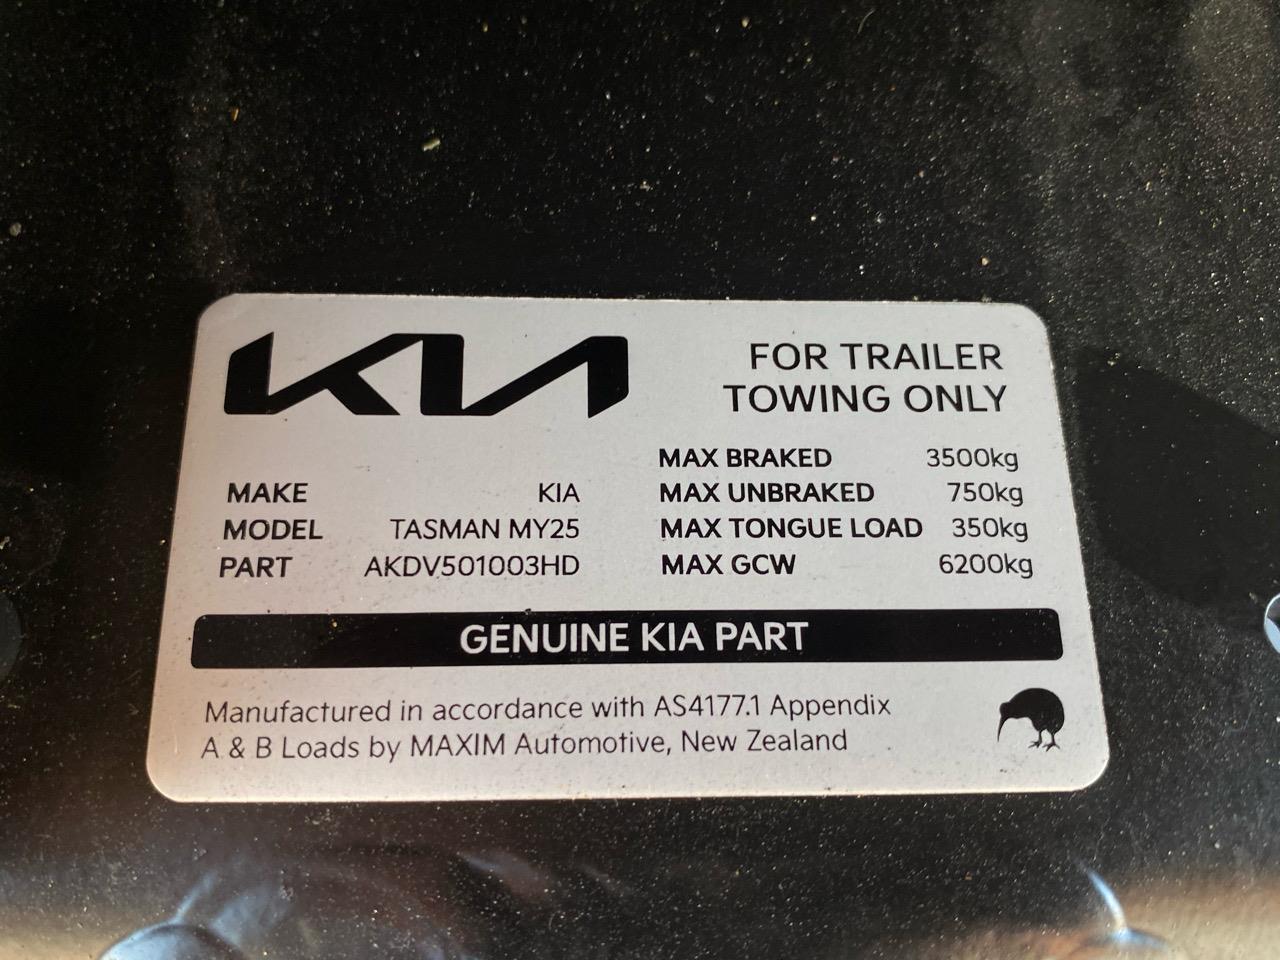 KIA
FOR TRAILER
TOWING ONLY
MAKE KIA
MODEL TASMAN MY25
PART AKDV501003HD
MAX BRAKED 3500kg
MAX UNBRAKED 750kg
MAX TONGUE LOAD 350kg
MAX GCW 6200kg
GENUINE KIA PART
Manufactured in accordance with AS4177.1 Appendix
A & B Loads by MAXIM Automotive, New Zealand